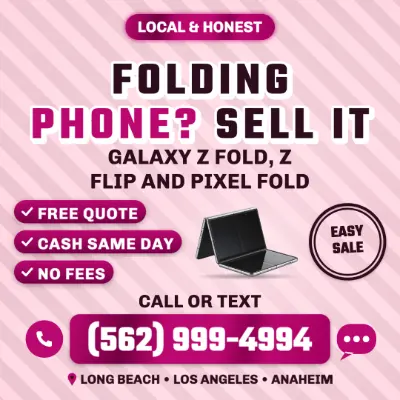 LOCAL & HONEST
FOLDING
PHONE? SELL IT
GALAXY Z FOLD, Z
FLIP AND PIXEL FOLD
FREE QUOTE
CASH SAME DAY
NO FEES
EASY
SALE
CALL OR TEXT
(562) 999-4994
LONG BEACH • LOS ANGELES • ANAHEIM